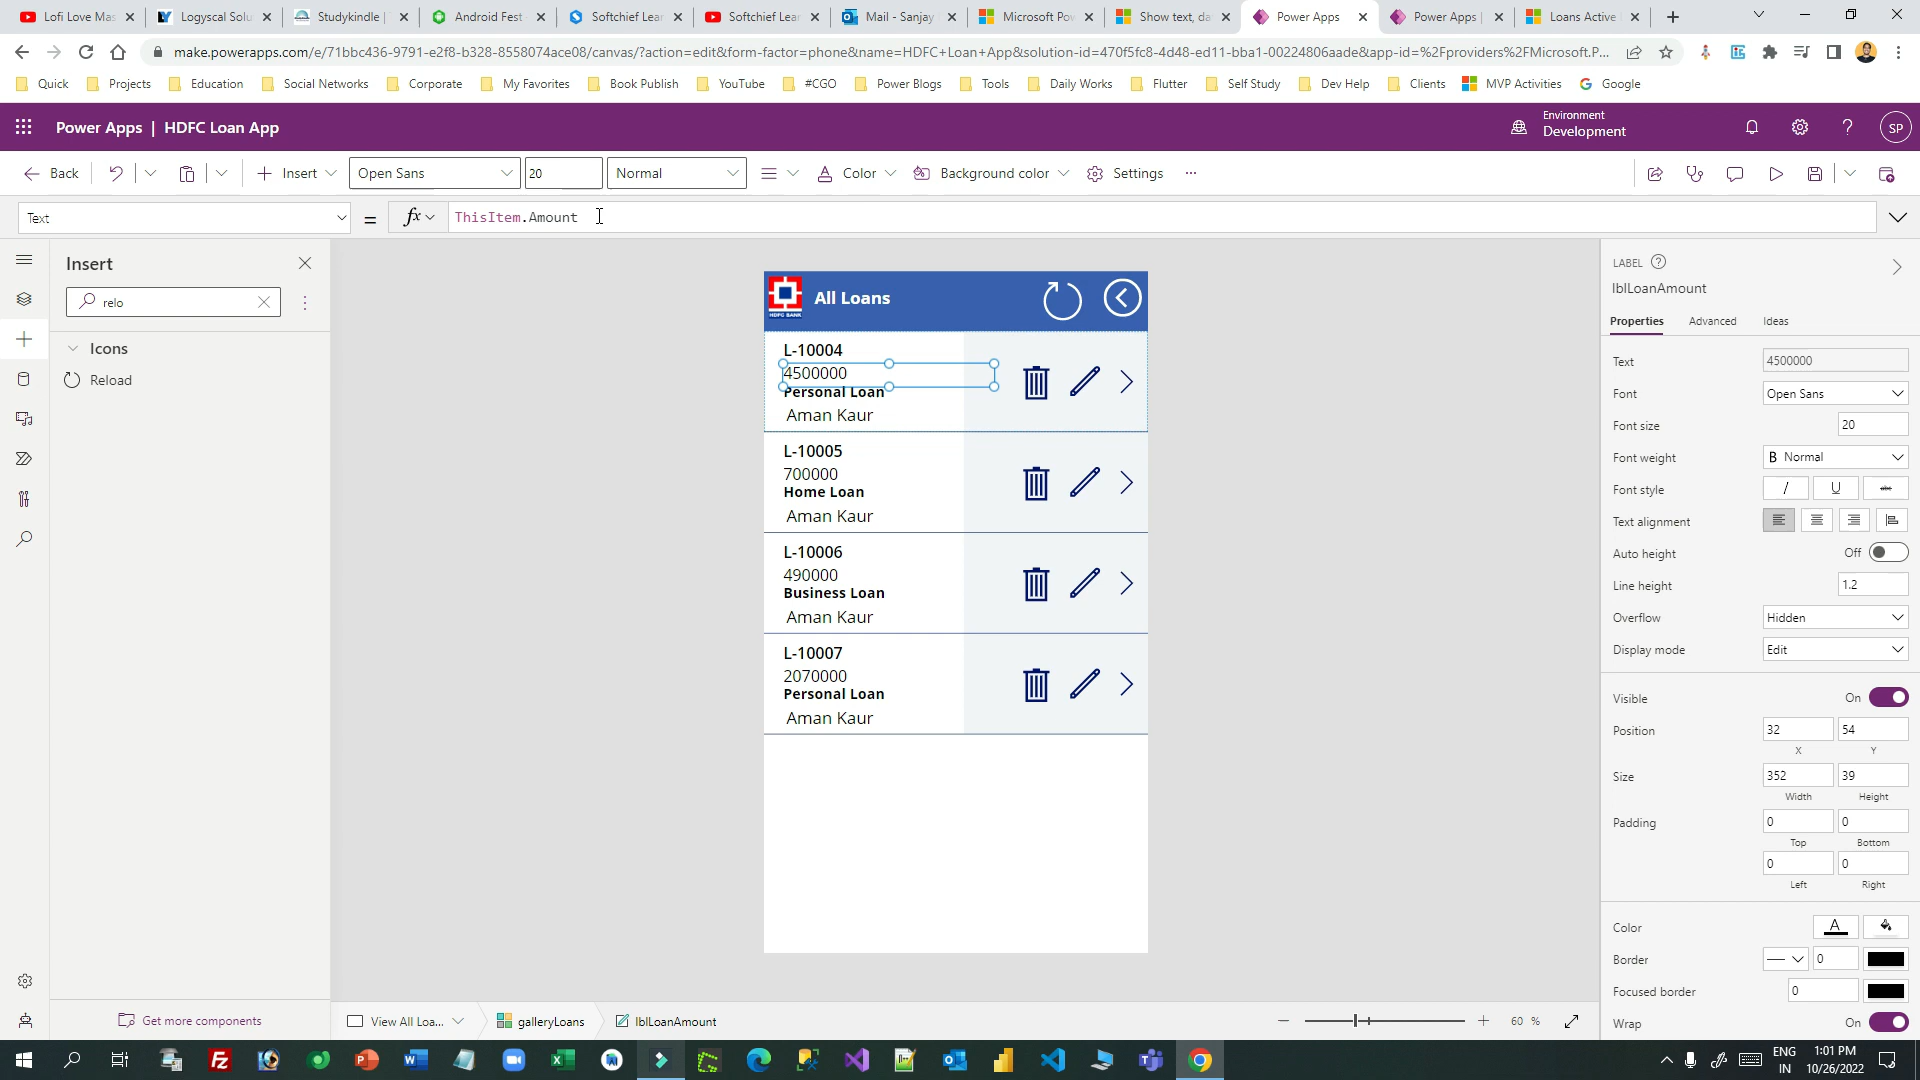 Lofi Love Mas
Logyscal Solu
Studykindle |
Android Fest
Softchief Lear
Softchief Lear
Mail - Sanjay
Microsoft Pow
Show text, da
Power Apps
Power Apps |
Loans Active
make.powerapps.com/e/71bbc436-9791-e2f8-b328-8558074ace08/canvas/?action=edit&form-factor=phone&name=HDFC+Loan+App&solution-id=470f5fc8-4d48-ed11-bba1-00224806aade&app-id=%2Fproviders%2FMicrosoft.P...
Quick
Projects
Education
Social Networks
Corporate
My Favorites
Book Publish
YouTube
#CGO
Power Blogs
Tools
Daily Works
Flutter
Self Study
Dev Help
Clients
MVP Activities
Google
Power Apps | HDFC Loan App
Environment
Development
SP
Back
Insert
Open Sans
20
Normal
Color
Background color
Settings
Text
=
fx
ThisItem.Amount
Insert
relo
Icons
Reload
Get more components
HDFC BANK
All Loans
L-10004
4500000
Personal Loan
Aman Kaur
L-10005
700000
Home Loan
Aman Kaur
L-10006
490000
Business Loan
Aman Kaur
L-10007
2070000
Personal Loan
Aman Kaur
LABEL
lblLoanAmount
Properties
Advanced
Ideas
Text
4500000
Font
Open Sans
Font size
20
Font weight
B Normal
Font style
/ U abc
Text alignment
Auto height
Off
Line height
1.2
Overflow
Hidden
Display mode
Edit
Visible
On
Position
32
54
X
Y
Size
352
39
Width
Height
Padding
0
0
Top
Bottom
0
0
Left
Right
Color
A
Border
0
Focused border
0
Wrap
On
View All Loa...
galleryLoans
lblLoanAmount
60 %
ENG
IN
1:01 PM
10/26/2022